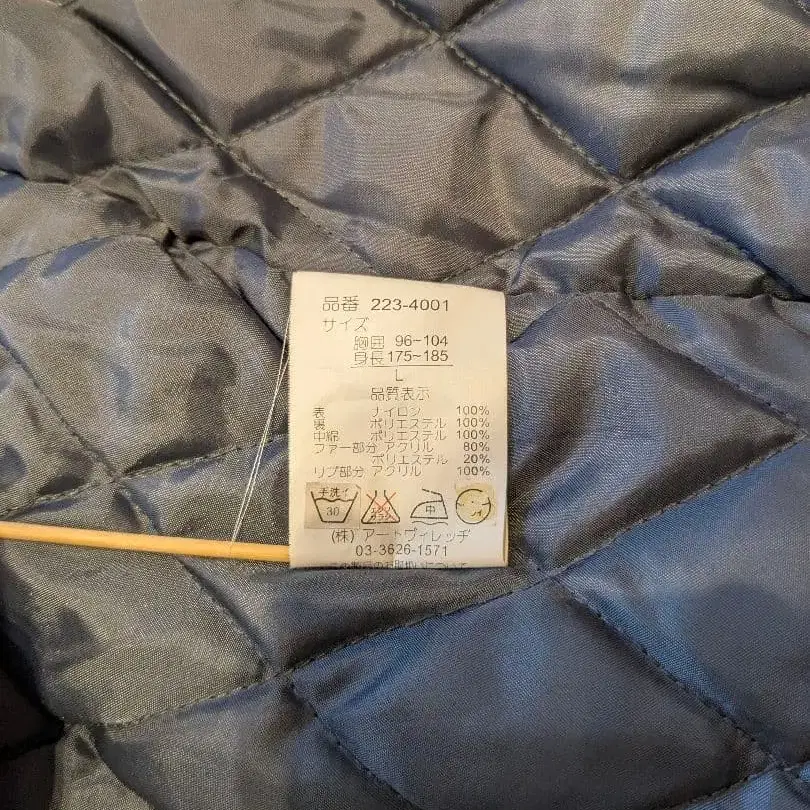 品番 223-4001
サイズ
胸囲 96~104
身長 175~185
L
品質表示
表 ナイロン 100%
裏 ポリエステル 100%
中綿 ポリエステル 100%
ファー部分 アクリル 80%
ポリエステル 20%
リブ部分 アクリル 100%
手洗イ 30 中
(株) アートヴィレッヂ
03-3626-1571